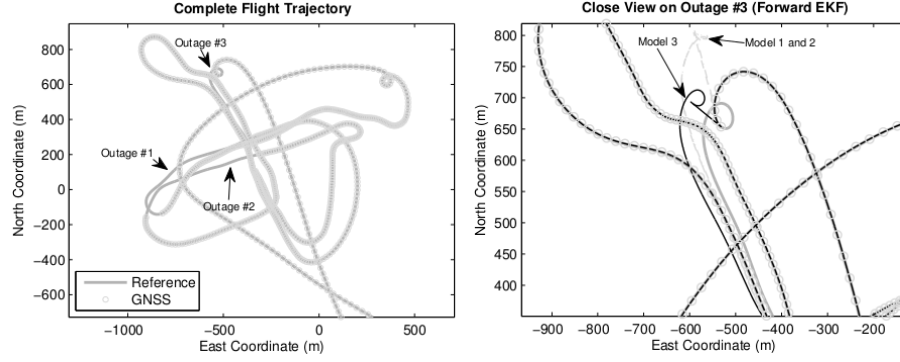 Complete Flight Trajectory
800
600
400
200
0
−200
−400
−600
North Coordinate (m)
Outage #3
Outage #1
Outage #2
Reference
GNSS
−1000
−500
0
500
East Coordinate (m)
Close View on Outage #3 (Forward EKF)
800
750
700
650
600
550
500
450
400
North Coordinate (m)
Model 3
Model 1 and 2
−900
−800
−700
−600
−500
−400
−300
−200
East Coordinate (m)